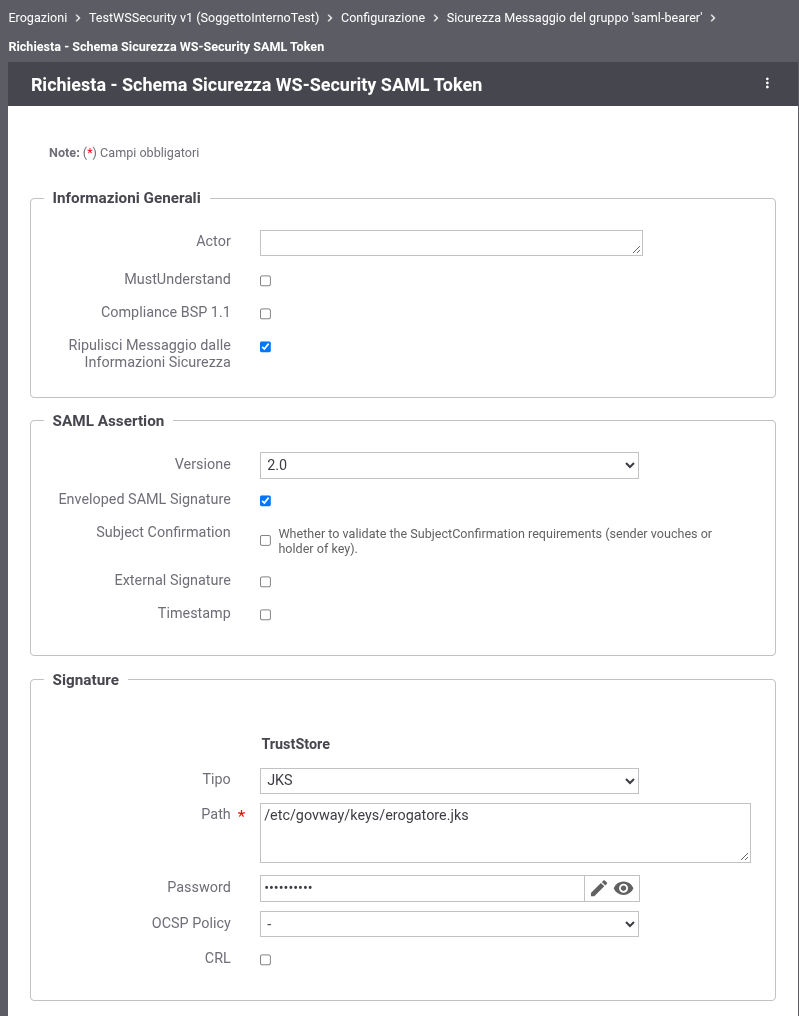 Erogazioni > TestWSSecurity v1 (SoggettoInternoTest) > Configurazione > Sicurezza Messaggio del gruppo 'saml-bearer' >
Richiesta - Schema Sicurezza WS-Security SAML Token
Richiesta - Schema Sicurezza WS-Security SAML Token
Note: (*) Campi obbligatori
Informazioni Generali
Actor
MustUnderstand
Compliance BSP 1.1
Ripulisci Messaggio dalle
Informazioni Sicurezza
SAML Assertion
Versione 2.0
Enveloped SAML Signature
Subject Confirmation Whether to validate the SubjectConfirmation requirements (sender vouches or
holder of key).
External Signature
Timestamp
Signature
TrustStore
Tipo JKS
Path * /etc/govway/keys/erogatore.jks
Password ••••••••••
OCSP Policy -
CRL